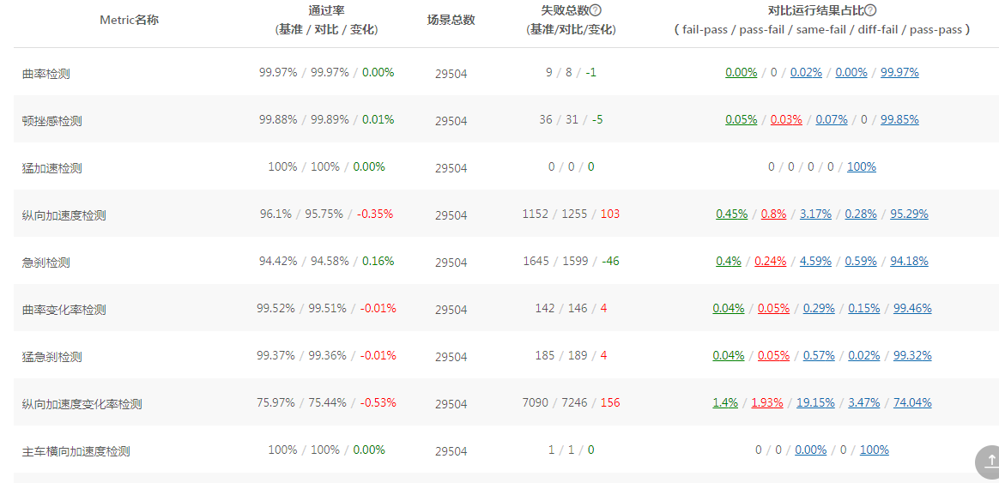 Metric名称 通过率 场景总数 失败总数 对比运行结果占比
(基准 / 对比 / 变化) (基准/对比/变化) ( fail-pass / pass-fail / same-fail / diff-fail / pass-pass )
曲率检测 99.97% / 99.97% / 0.00% 29504 9 / 8 / -1 0.00% / 0 / 0.02% / 0.00% / 99.97%
顿挫感检测 99.88% / 99.89% / 0.01% 29504 36 / 31 / -5 0.05% / 0.03% / 0.07% / 0 / 99.85%
猛加速检测 100% / 100% / 0.00% 29504 0 / 0 / 0 0 / 0 / 0 / 0 / 100%
纵向加速度检测 96.1% / 95.75% / -0.35% 29504 1152 / 1255 / 103 0.45% / 0.8% / 3.17% / 0.28% / 95.29%
急刹检测 94.42% / 94.58% / 0.16% 29504 1645 / 1599 / -46 0.4% / 0.24% / 4.59% / 0.59% / 94.18%
曲率变化率检测 99.52% / 99.51% / -0.01% 29504 142 / 146 / 4 0.04% / 0.05% / 0.29% / 0.15% / 99.46%
猛急刹检测 99.37% / 99.36% / -0.01% 29504 185 / 189 / 4 0.04% / 0.05% / 0.57% / 0.02% / 99.32%
纵向加速度变化率检测 75.97% / 75.44% / -0.53% 29504 7090 / 7246 / 156 1.4% / 1.93% / 19.15% / 3.47% / 74.04%
主车横向加速度检测 100% / 100% / 0.00% 29504 1 / 1 / 0 0 / 0 / 0.00% / 0 / 100%